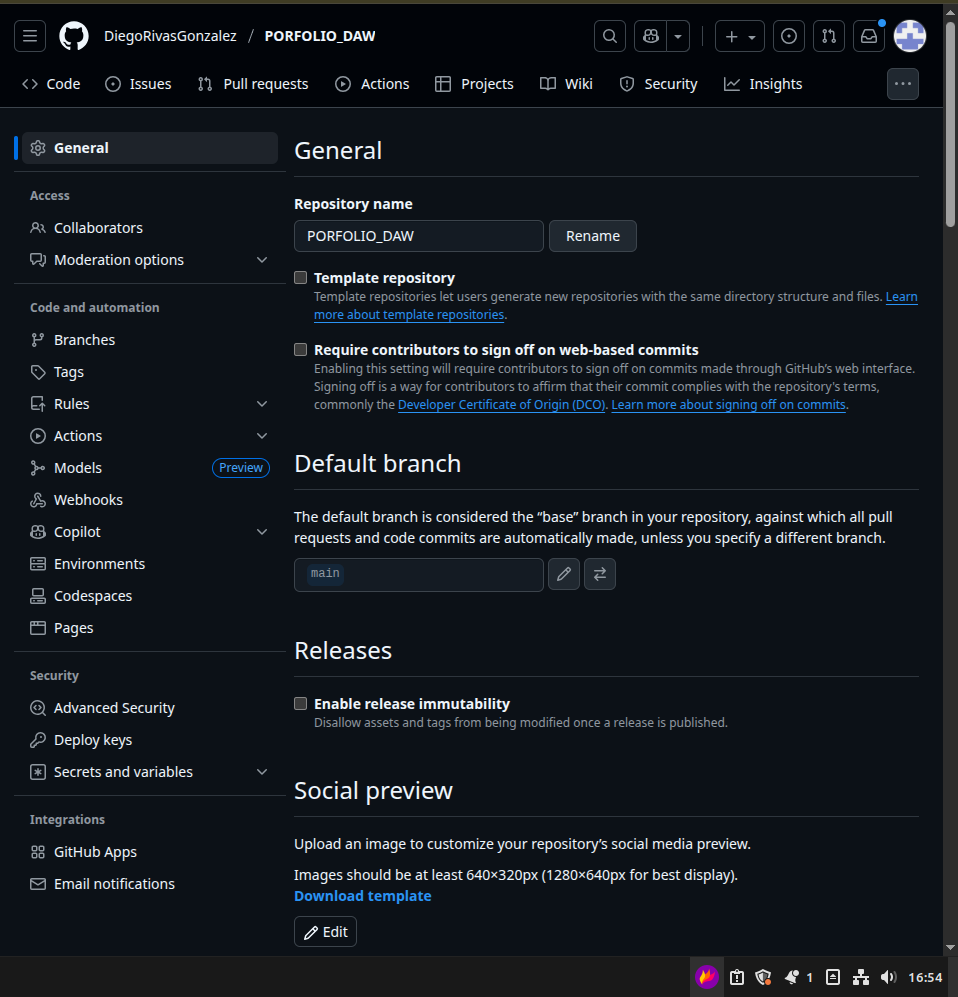 DiegoRivasGonzalez / PORFOLIO_DAW
Code Issues Pull requests Actions Projects Wiki Security Insights
General
Access
Collaborators
Moderation options
Code and automation
Branches
Tags
Rules
Actions
Models Preview
Webhooks
Copilot
Environments
Codespaces
Pages
Security
Advanced Security
Deploy keys
Secrets and variables
Integrations
GitHub Apps
Email notifications
General
Repository name
PORFOLIO_DAW Rename
Template repository
Template repositories let users generate new repositories with the same directory structure and files. Learn
more about template repositories.
Require contributors to sign off on web-based commits
Enabling this setting will require contributors to sign off on commits made through GitHub’s web interface.
Signing off is a way for contributors to affirm that their commit complies with the repository's terms,
commonly the Developer Certificate of Origin (DCO). Learn more about signing off on commits.
Default branch
The default branch is considered the “base” branch in your repository, against which all pull
requests and code commits are automatically made, unless you specify a different branch.
main
Releases
Enable release immutability
Disallow assets and tags from being modified once a release is published.
Social preview
Upload an image to customize your repository’s social media preview.
Images should be at least 640×320px (1280×640px for best display).
Download template
Edit
1 16:54